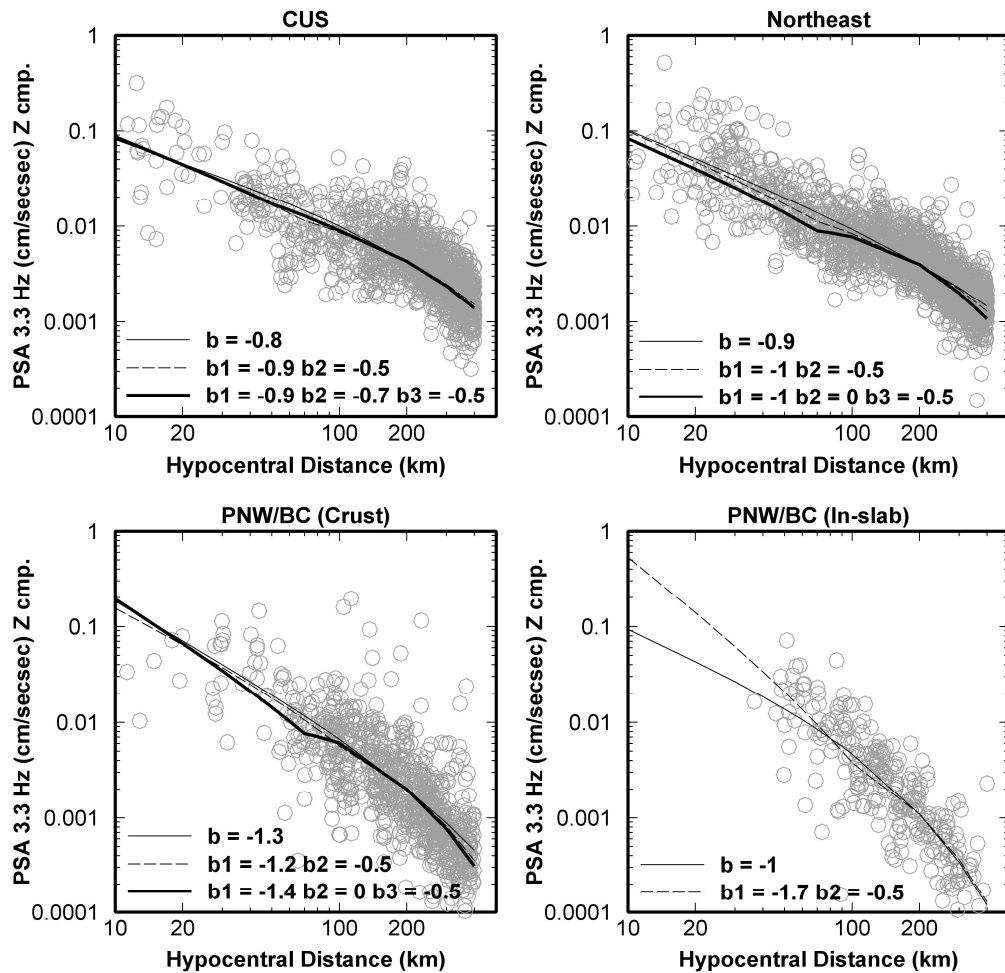 CUS
PSA 3.3 Hz (cm/secsec) Z cmp.
1
0.1
0.01
0.001
0.0001
b = -0.8
b1 = -0.9 b2 = -0.5
b1 = -0.9 b2 = -0.7 b3 = -0.5
10 20 100 200
Hypocentral Distance (km)
Northeast
PSA 3.3 Hz (cm/secsec) Z cmp.
1
0.1
0.01
0.001
0.0001
b = -0.9
b1 = -1 b2 = -0.5
b1 = -1 b2 = 0 b3 = -0.5
10 20 100 200
Hypocentral Distance (km)
PNW/BC (Crust)
PSA 3.3 Hz (cm/secsec) Z cmp.
1
0.1
0.01
0.001
0.0001
b = -1.3
b1 = -1.2 b2 = -0.5
b1 = -1.4 b2 = 0 b3 = -0.5
10 20 100 200
Hypocentral Distance (km)
PNW/BC (In-slab)
PSA 3.3 Hz (cm/secsec) Z cmp.
1
0.1
0.01
0.001
0.0001
b = -1
b1 = -1.7 b2 = -0.5
10 20 100 200
Hypocentral Distance (km)